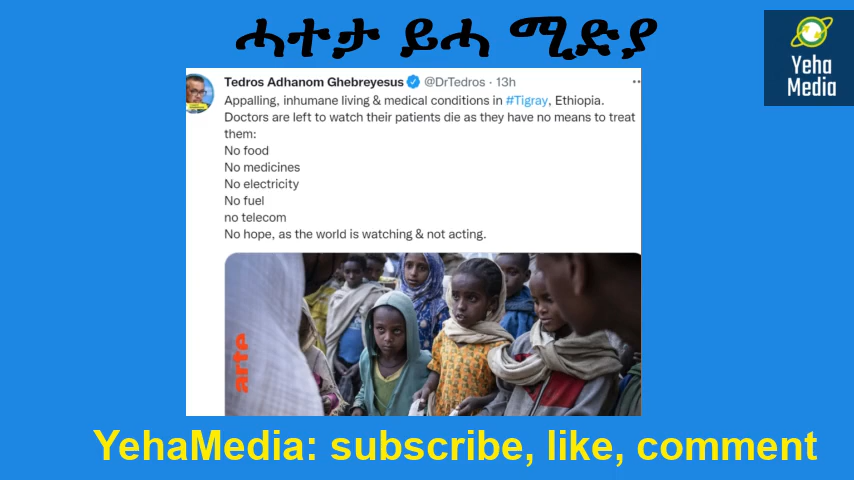 ሓተታ ይሓ ሚድያ
Yeha
Media
Tedros Adhanom Ghebreyesus @DrTedros · 13h
Appalling, inhumane living & medical conditions in #Tigray, Ethiopia.
Doctors are left to watch their patients die as they have no means to treat
them:
No food
No medicines
No electricity
No fuel
no telecom
No hope, as the world is watching & not acting.
arte
YehaMedia: subscribe, like, comment